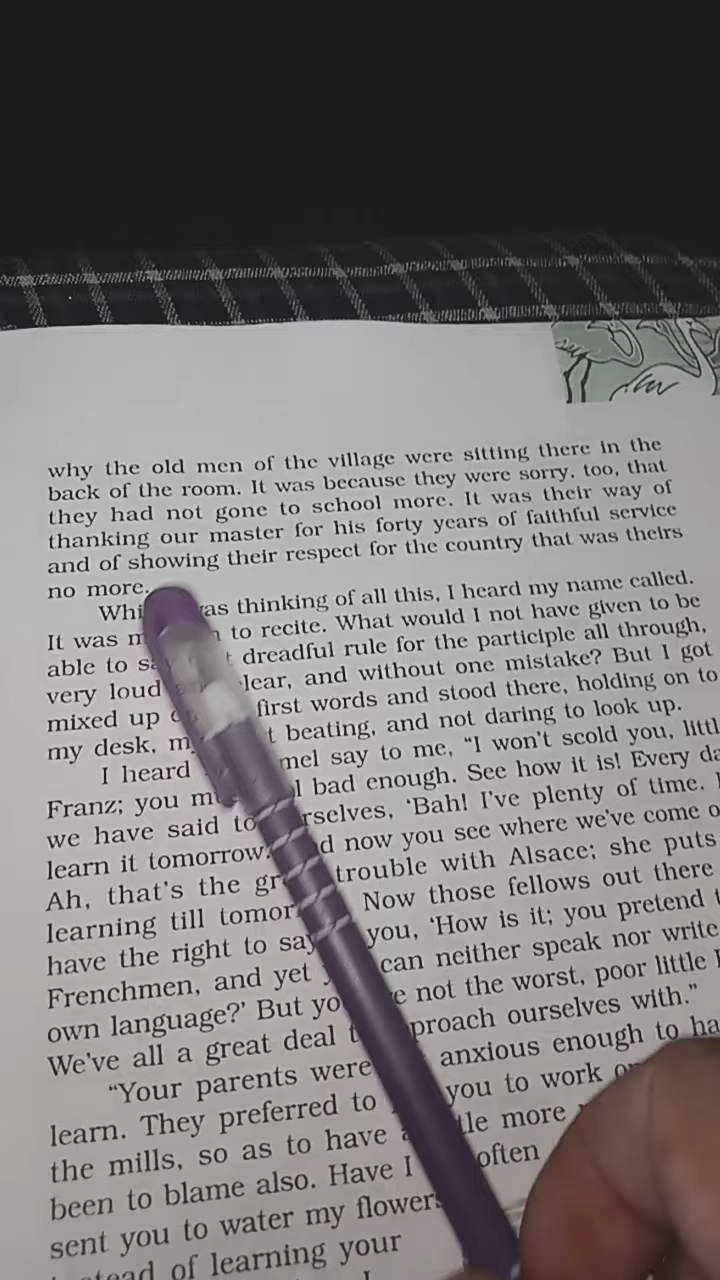 why the old men of the village were sitting there in the
back of the room. It was because they were sorry, too, that
they had not gone to school more. It was their way of
thanking our master for his forty years of faithful service
and of showing their respect for the country that was theirs
no more.
was thinking of all this, I heard my name called.
It was to recite. What would I not have given to be
able to dreadful rule for the participle all through,
very loud and without one mistake? But I got
mixed up first words and stood there, holding on to
my desk, beating, and not daring to look up.
I heard say to me, “I won’t scold you,
Franz; you bad enough. See how it is! Every
we have said to ‘Bah! I’ve plenty of time.
learn it tomorrow. now you see where we’ve come
Ah, that’s the trouble with Alsace; she puts
learning till Now those fellows out there
have the right to you, ‘How is it; you pretend
Frenchmen, and yet can neither speak nor write
own language?’ But not the worst, poor little
We’ve all a great deal ourselves with.”
“Your parents were anxious enough to
learn. They preferred to you to work
the mills, so as to have more
been to blame also. Have I often
sent you to water my
of learning your